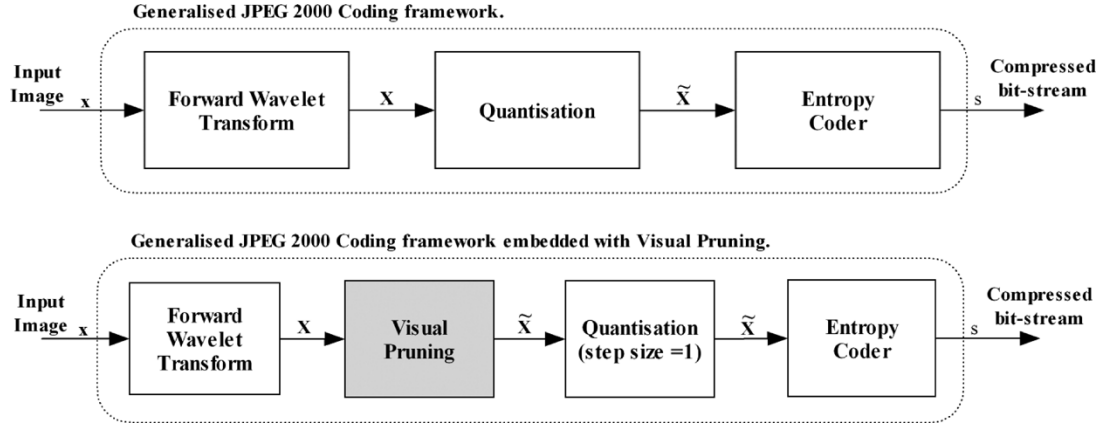 Generalised JPEG 2000 Coding framework.
Input
Image
x
Forward Wavelet
Transform
X
Quantisation
X̃
Entropy
Coder
s
Compressed
bit-stream
Generalised JPEG 2000 Coding framework embedded with Visual Pruning.
Input
Image
x
Forward
Wavelet
Transform
X
Visual
Pruning
X̃
Quantisation
(step size =1)
X̃
Entropy
Coder
s
Compressed
bit-stream